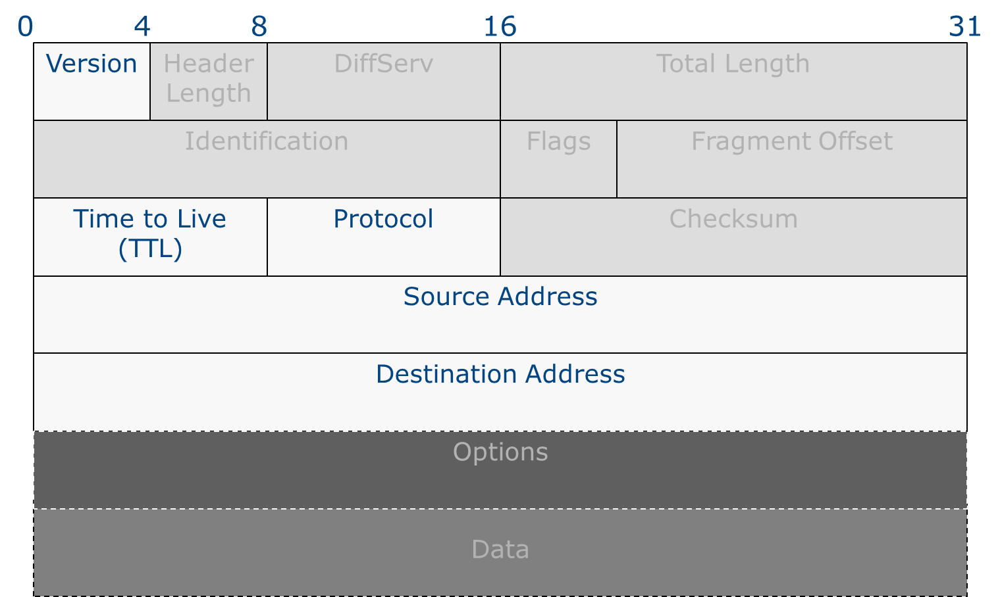 0 4 8 16 31
Version Header Length DiffServ Total Length
Identification Flags Fragment Offset
Time to Live (TTL) Protocol Checksum
Source Address
Destination Address
Options
Data